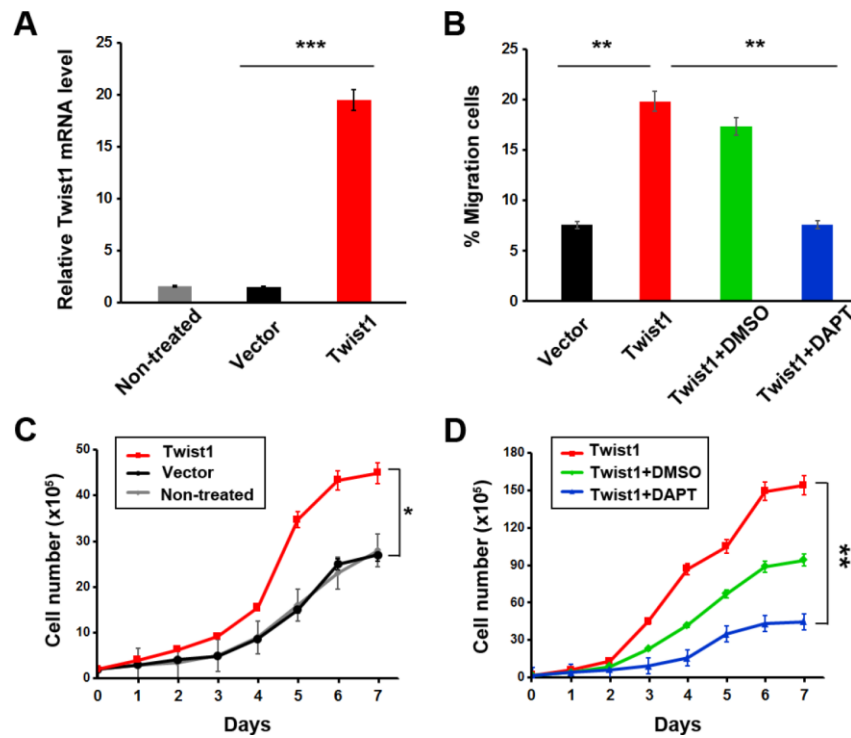 A
Relative Twist1 mRNA level
25
20
15
10
5
0
***
Non-treated
Vector
Twist1
B
% Migration cells
25
20
15
10
5
0
**
**
Vector
Twist1
Twist1+DMSO
Twist1+DAPT
C
Cell number (x10⁵)
50
40
30
20
10
0
Twist1
Vector
Non-treated
*
0 1 2 3 4 5 6 7
Days
D
Cell number (x10⁵)
180
150
120
90
60
30
0
Twist1
Twist1+DMSO
Twist1+DAPT
**
0 1 2 3 4 5 6 7
Days